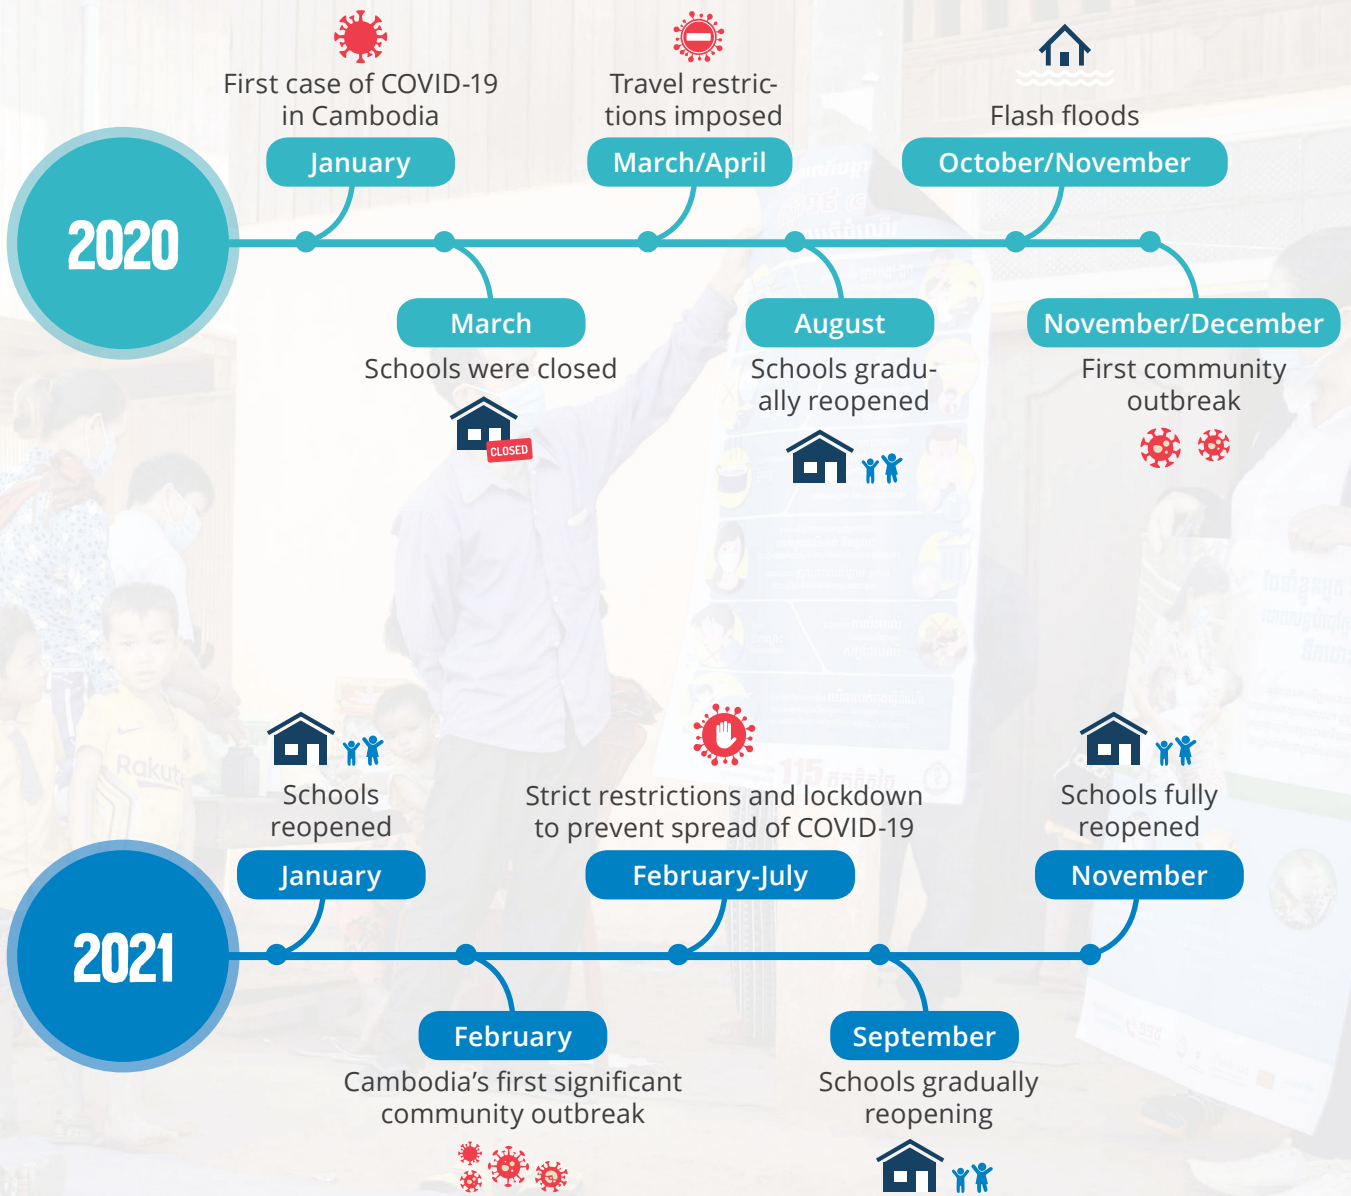 First case of COVID-19
in Cambodia
January
Travel restric-
tions imposed
March/April
Flash floods
October/November
2020
March
Schools were closed
CLOSED
August
Schools gradu-
ally reopened
November/December
First community
outbreak
Schools
reopened
January
Strict restrictions and lockdown
to prevent spread of COVID-19
February-July
Schools fully
reopened
November
2021
February
Cambodia's first significant
community outbreak
September
Schools gradually
reopening
115